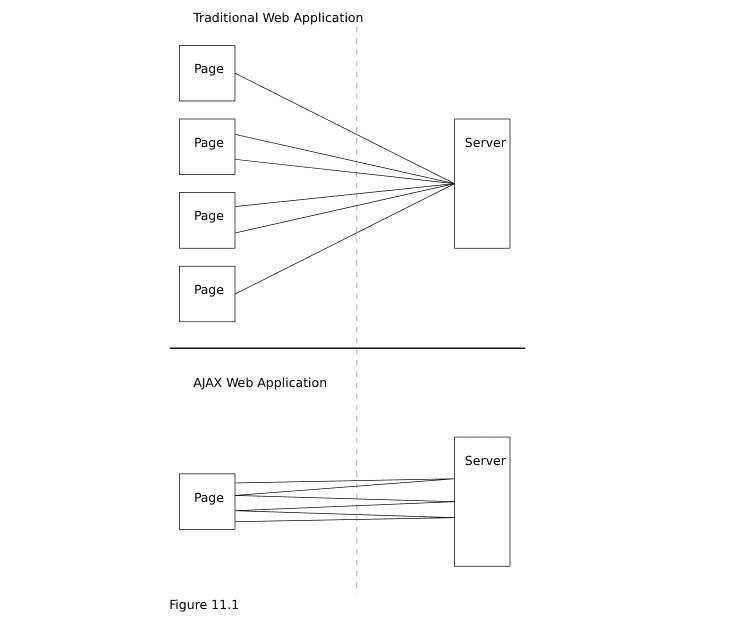 Traditional Web Application
Page
Page
Server
Page
Page
AJAX Web Application
Server
Page
Figure 11.1